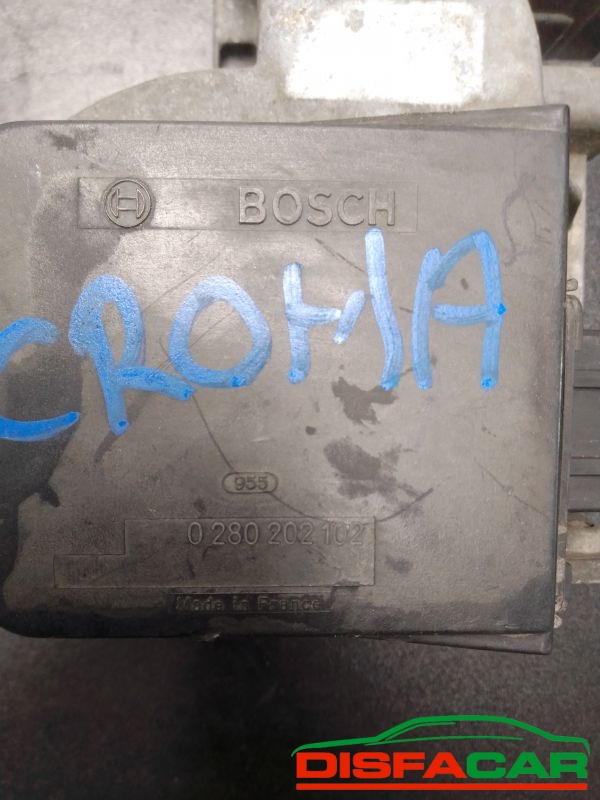 BOSCH
CROMA
955
0 280 202 102
Made in France
DISFACAR